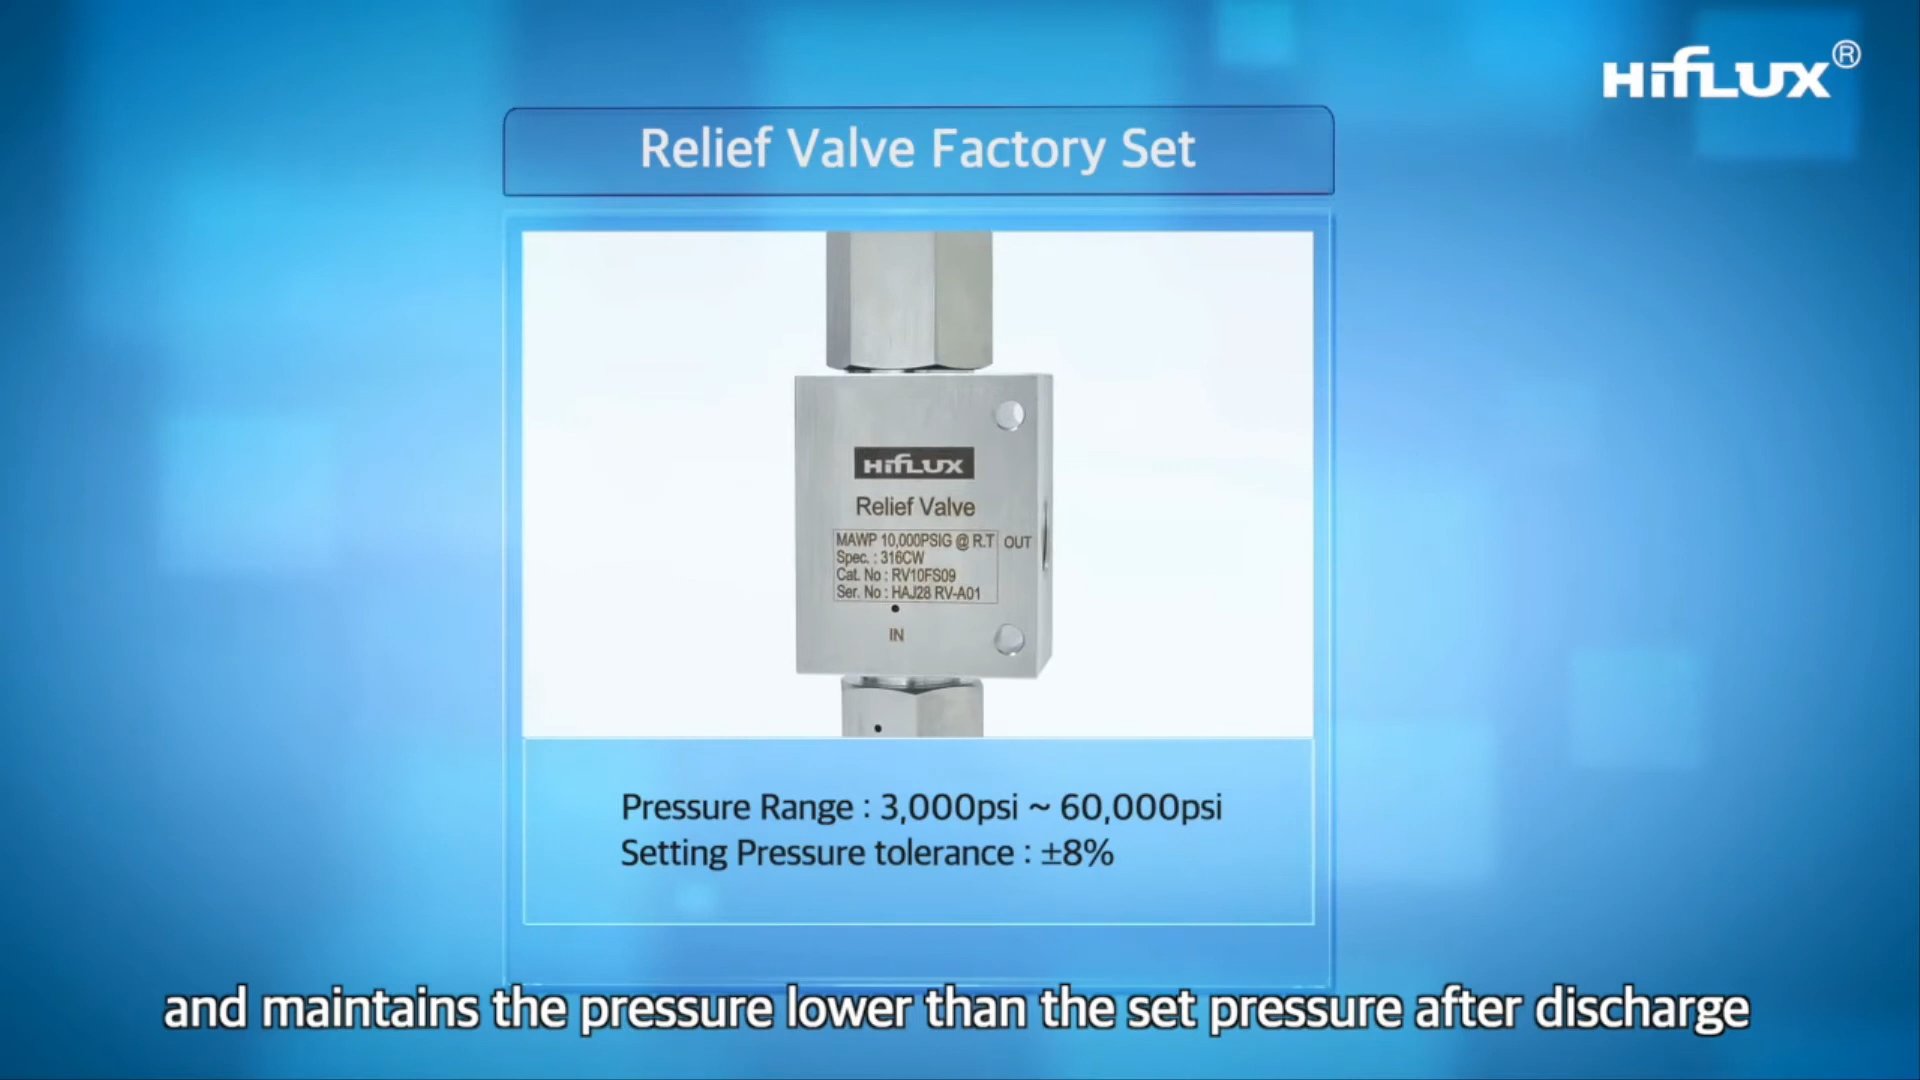 HiFLUX®
Relief Valve Factory Set
HiFLUX
Relief Valve
MAWP 10,000PSIG @ R.T OUT
Spec. : 316CW
Cat. No : RV10FS09
Ser. No : HAJ28 RV-A01
IN
Pressure Range : 3,000psi ~ 60,000psi
Setting Pressure tolerance : ±8%
and maintains the pressure lower than the set pressure after discharge